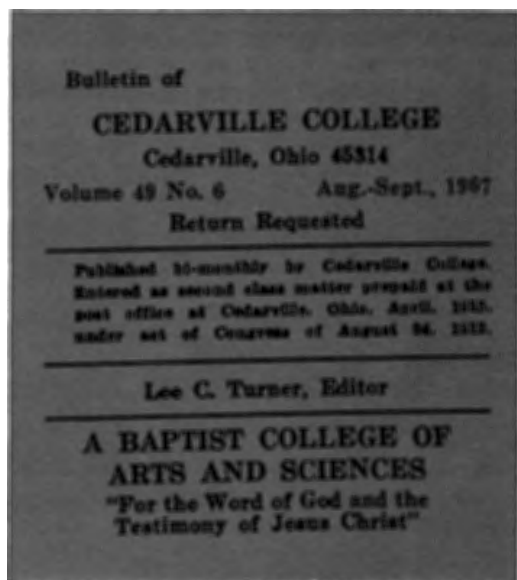 Bulletin of
CEDARVILLE COLLEGE
Cedarville, Ohio 45314
Volume 49 No. 6 Aug.-Sept., 1967
Return Requested
Published bi-monthly by Cedarville College.
Entered as second class matter prepaid at the
post office at Cedarville, Ohio, April,
under act of Congress of August
Lee C. Turner, Editor
A BAPTIST COLLEGE OF
ARTS AND SCIENCES
"For the Word of God and the
Testimony of Jesus Christ"